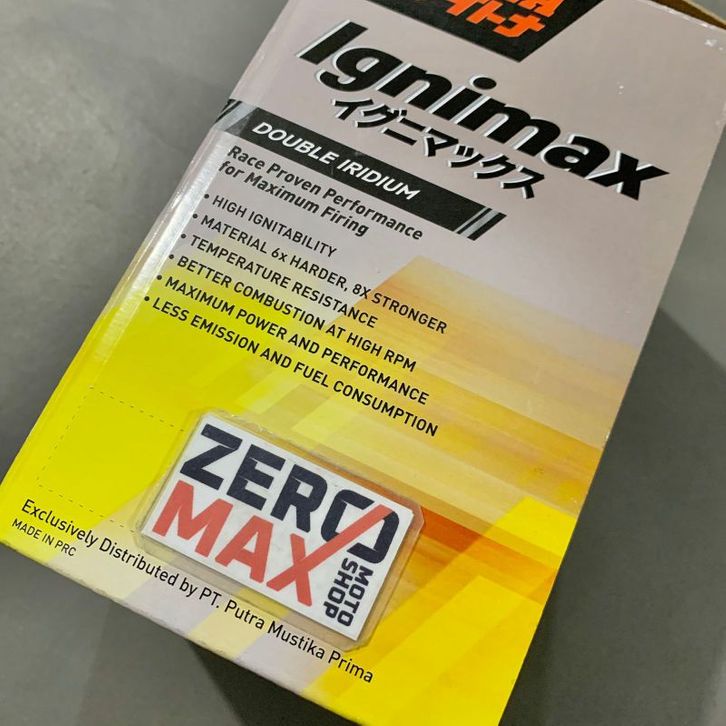 Ignimax
イグニマックス
DOUBLE IRIDIUM
Race Proven Performance
for Maximum Firing
• HIGH IGNITABILITY
• MATERIAL 6x HARDER, 8X STRONGER
• TEMPERATURE RESISTANCE
• BETTER COMBUSTION AT HIGH RPM
• MAXIMUM POWER AND PERFORMANCE
• LESS EMISSION AND FUEL CONSUMPTION
ZERO
MAX
MOTO
SHOP
Exclusively Distributed by PT. Putra Mustika Prima
MADE IN PRC